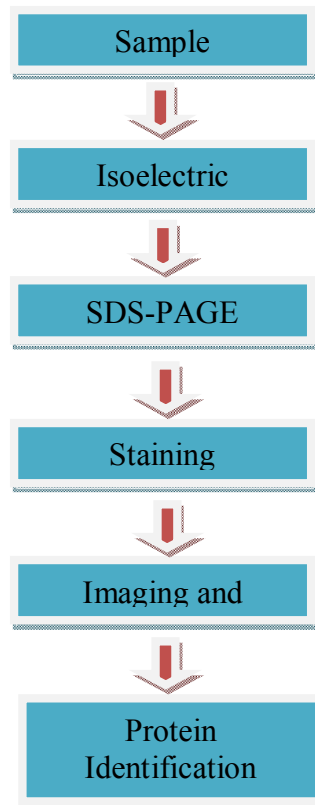 Sample
Isoelectric
SDS-PAGE
Staining
Imaging and
Protein
Identification